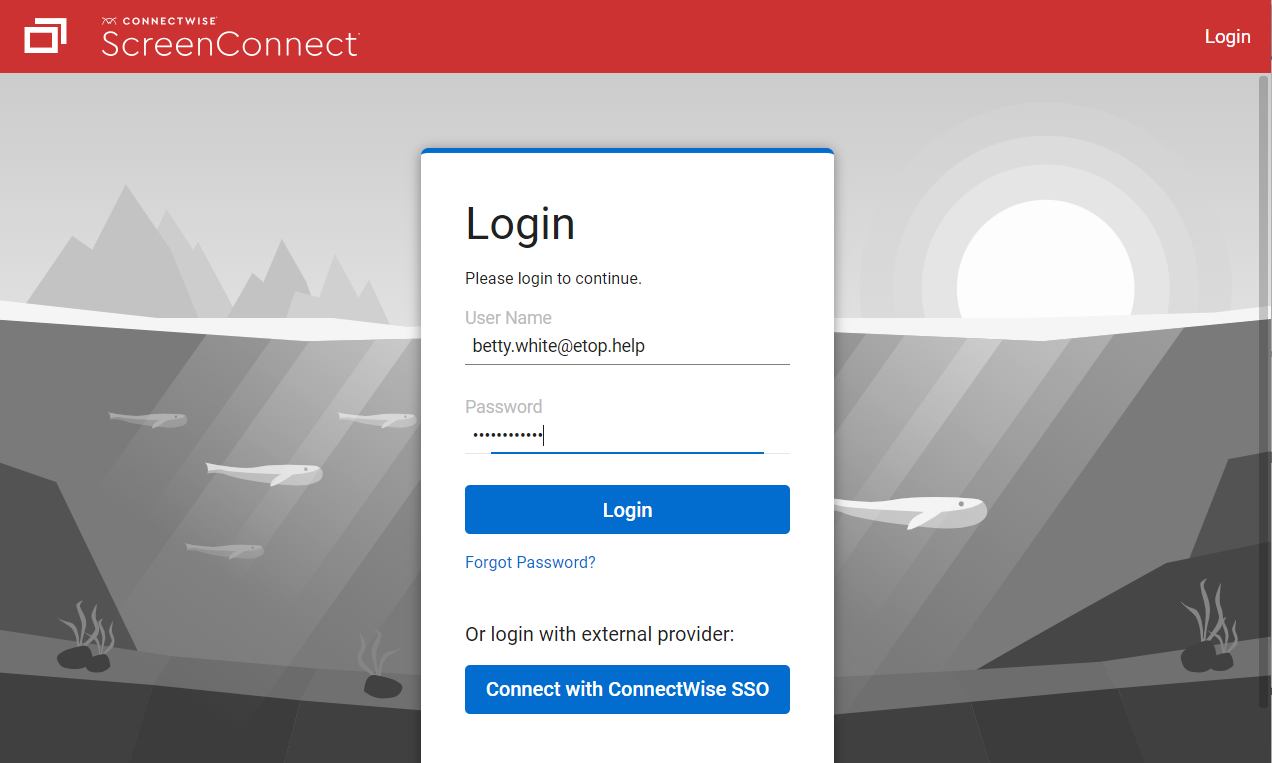 CONNECTWISE
ScreenConnect
Login
Login
Please login to continue.
User Name
betty.white@etop.help
Password
••••••••••••
Login
Forgot Password?
Or login with external provider:
Connect with ConnectWise SSO